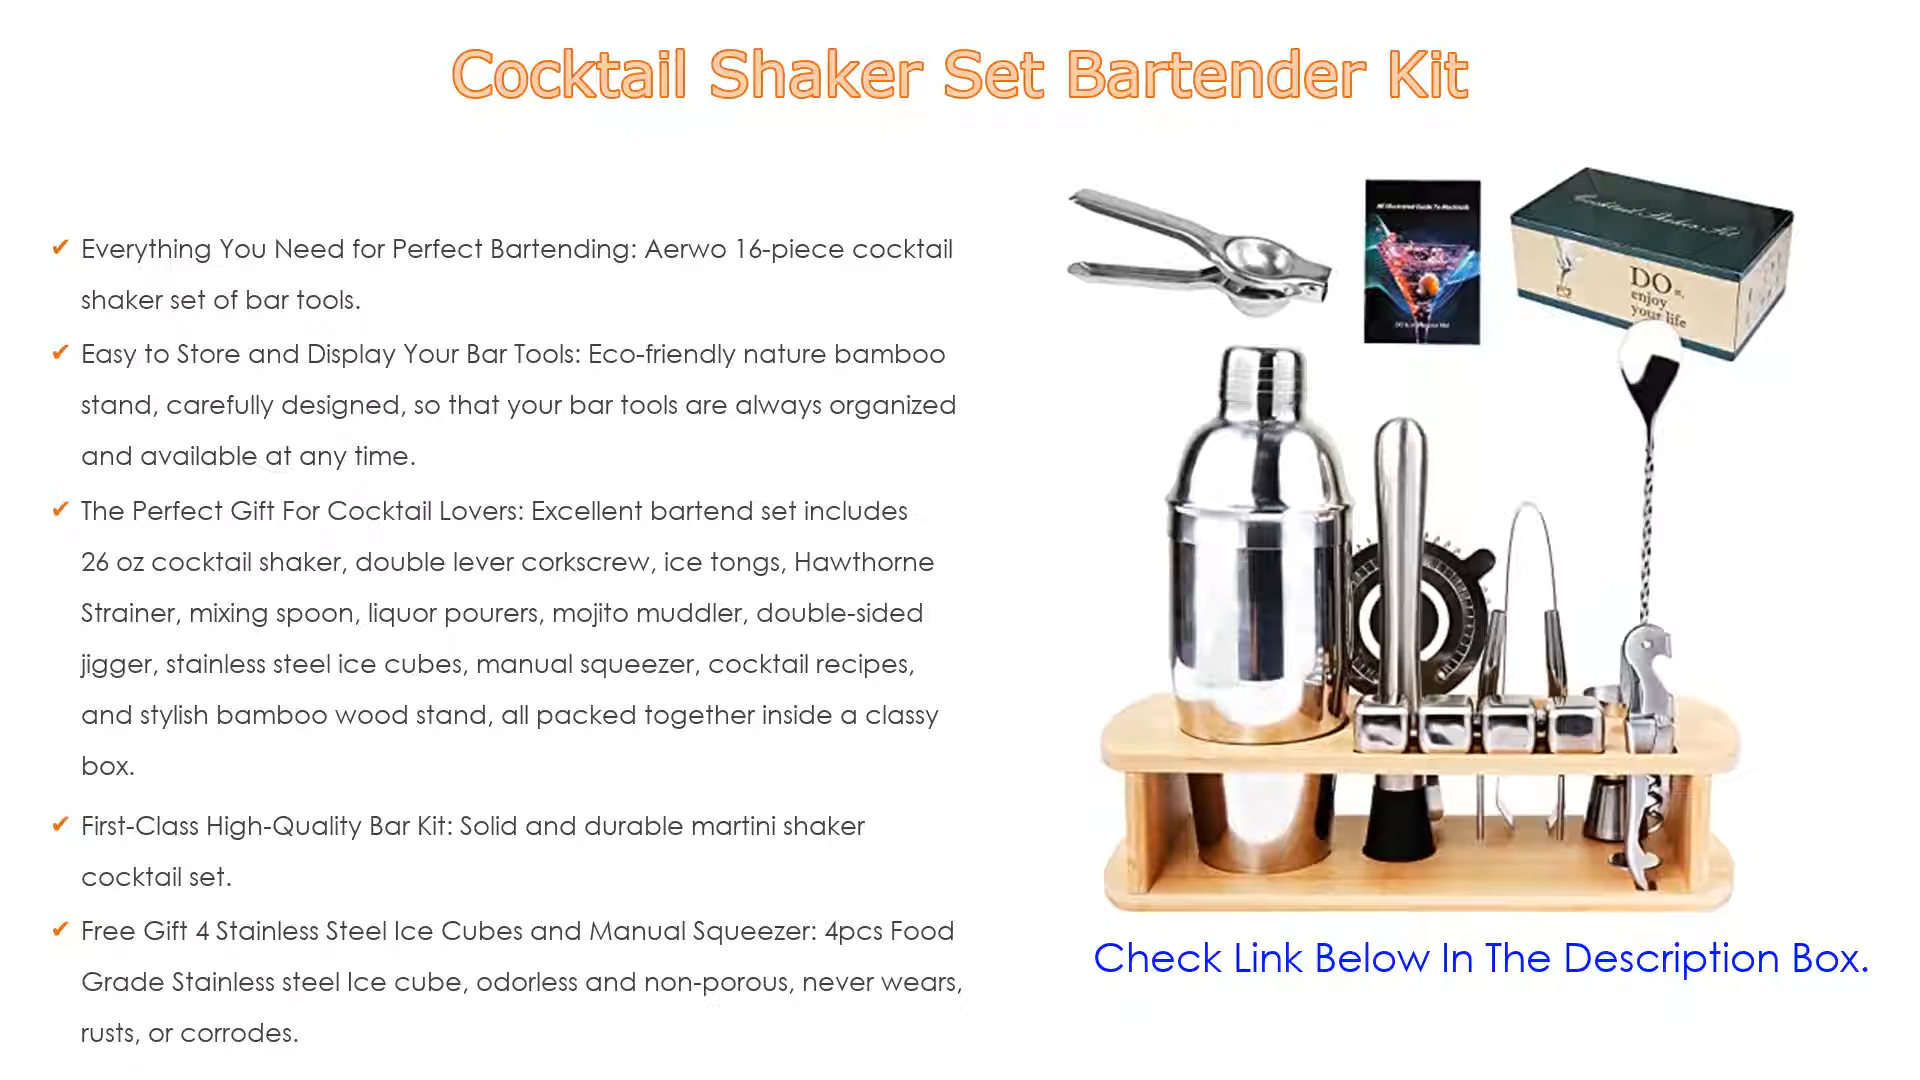 Cocktail Shaker Set Bartender Kit
Everything You Need for Perfect Bartending: Aerwo 16-piece cocktail
shaker set of bar tools.
Easy to Store and Display Your Bar Tools: Eco-friendly nature bamboo
stand, carefully designed, so that your bar tools are always organized
and available at any time.
The Perfect Gift For Cocktail Lovers: Excellent bartend set includes
26 oz cocktail shaker, double lever corkscrew, ice tongs, Hawthorne
Strainer, mixing spoon, liquor pourers, mojito muddler, double-sided
jigger, stainless steel ice cubes, manual squeezer, cocktail recipes,
and stylish bamboo wood stand, all packed together inside a classy
box.
First-Class High-Quality Bar Kit: Solid and durable martini shaker
cocktail set.
Free Gift 4 Stainless Steel Ice Cubes and Manual Squeezer: 4pcs Food
Grade Stainless steel Ice cube, odorless and non-porous, never wears,
rusts, or corrodes.
Illustrated Guide To
Cocktail Shaker Set
DO
enjoy
your life
Check Link Below In The Description Box.